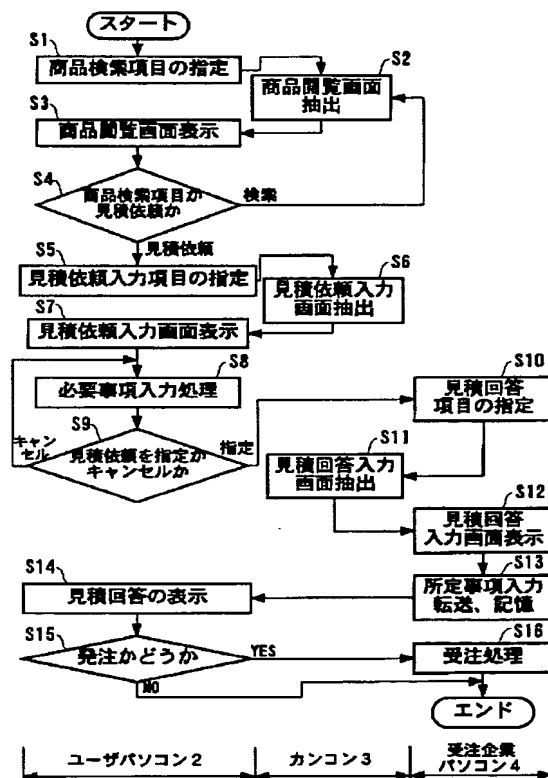 スタート
S1
商品検索項目の指定
S2
商品閲覧画面
抽出
S3
商品閲覧画面表示
S4
商品検索項目か
見積依頼か
検索
見積依頼
S5
見積依頼入力項目の指定
S6
見積依頼入力
画面抽出
S7
見積依頼入力画面表示
S8
必要事項入力処理
S9
見積依頼を指定か
キャンセルか
キャン
セル
指定
S10
見積回答
項目の指定
S11
見積回答入力
画面抽出
S12
見積回答
入力画面表示
S13
所定事項入力
転送、記憶
S14
見積回答の表示
S15
発注かどうか
YES
NO
S16
受注処理
エンド
ユーザパソコン2
カンコン3
受注企業
パソコン4